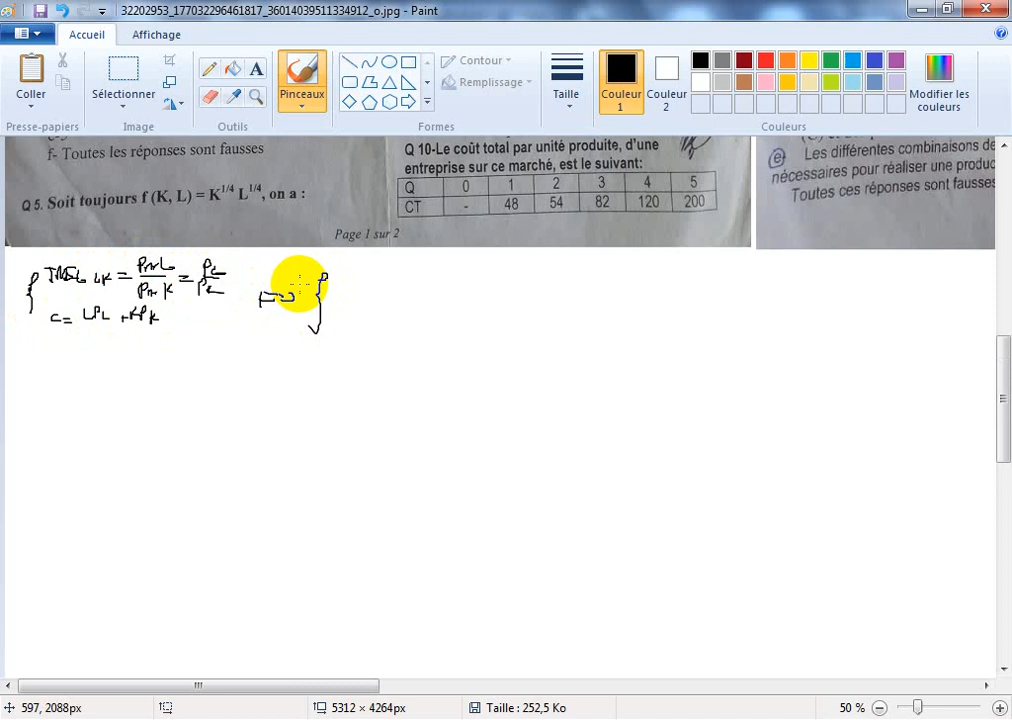 32202953_177032296461817_36014039511334912_o.jpg - Paint
Accueil
Affichage
Coller
Sélectionner
Pinceaux
Contour
Remplissage
Taille
Couleur 1
Couleur 2
Modifier les couleurs
Presse-papiers
Image
Outils
Formes
Couleurs
f- Toutes les réponses sont fausses
Q 5. Soit toujours f (K, L) = K^1/4 L^1/4, on a :
Q 10-Le coût total par unité produite, d'une
entreprise sur ce marché, est le suivant:
Q 0 1 2 3 4 5
CT - 48 54 82 120 200
Page 1 sur 2
(e) Les différentes combinaisons de
nécessaires pour réaliser une produc
Toutes ces réponses sont fausses
C = LPL + KPK
597, 2088px
5312 × 4264px
Taille : 252,5 Ko
50 %